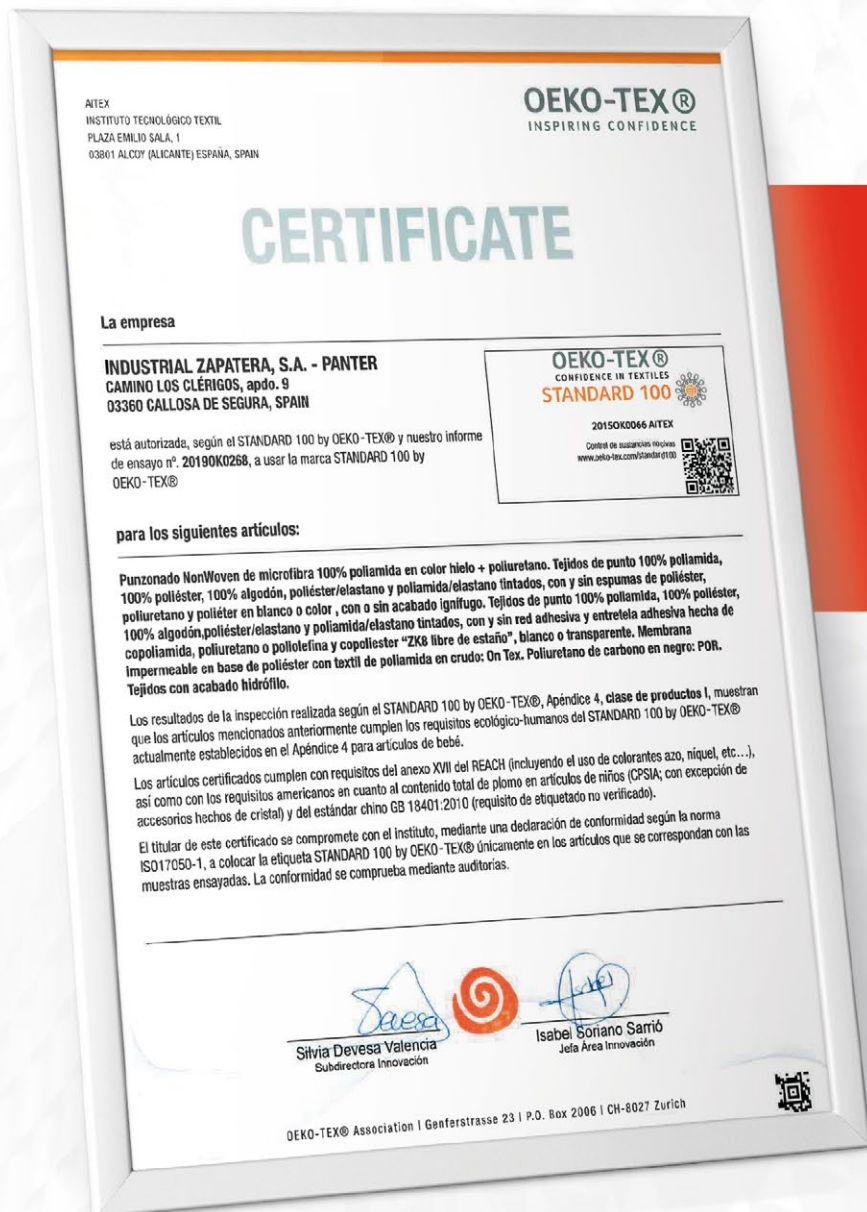 AITEX
INSTITUTO TECNOLÓGICO TEXTIL
PLAZA EMILIO SALA, 1
03801 ALCOY (ALICANTE) ESPAÑA, SPAIN
OEKO-TEX®
INSPIRING CONFIDENCE
CERTIFICATE
La empresa
INDUSTRIAL ZAPATERA, S.A. - PANTER
CAMINO LOS CLÉRIGOS, apdo. 9
03360 CALLOSA DE SEGURA, SPAIN
está autorizada, según el STANDARD 100 by OEKO-TEX® y nuestro informe
de ensayo nº. 2019OK0268, a usar la marca STANDARD 100 by
OEKO-TEX®
OEKO-TEX®
CONFIDENCE IN TEXTILES
STANDARD 100
2015OK0066 AITEX
Control de sustancias nocivas
www.oeko-tex.com/standard100
para los siguientes artículos:
Punzonado NonWoven de microfibra 100% poliamida en color hielo + poliuretano. Tejidos de punto 100% poliamida,
100% poliéster, 100% algodón, poliéster/elastano y poliamida/elastano tintados, con y sin espumas de poliéster,
poliuretano y poliéter en blanco o color , con o sin acabado ignífugo. Tejidos de punto 100% poliamida, 100% poliéster,
100% algodón,poliéster/elastano y poliamida/elastano tintados, con y sin red adhesiva y entretela adhesiva hecha de
copoliamida, poliuretano o poliolefina y copoliester "ZK8 libre de estaño", blanco o transparente. Membrana
impermeable en base de poliéster con textil de poliamida en crudo: On Tex. Poliuretano de carbono en negro: POR.
Tejidos con acabado hidrófilo.
Los resultados de la inspección realizada según el STANDARD 100 by OEKO-TEX®, Apéndice 4, clase de productos I, muestran
que los artículos mencionados anteriormente cumplen los requisitos ecológico-humanos del STANDARD 100 by OEKO-TEX®
actualmente establecidos en el Apéndice 4 para artículos de bebé.
Los artículos certificados cumplen con requisitos del anexo XVII del REACH (incluyendo el uso de colorantes azo, níquel, etc...),
así como con los requisitos americanos en cuanto al contenido total de plomo en artículos de niños (CPSIA; con excepción de
accesorios hechos de cristal) y del estándar chino GB 18401:2010 (requisito de etiquetado no verificado).
El titular de este certificado se compromete con el instituto, mediante una declaración de conformidad según la norma
ISO17050-1, a colocar la etiqueta STANDARD 100 by OEKO-TEX® únicamente en los artículos que se correspondan con las
muestras ensayadas. La conformidad se comprueba mediante auditorías.
Devesa
Isabel
Silvia Devesa Valencia
Subdirectora Innovación
Isabel Soriano Sarrió
Jefa Área Innovación
OEKO-TEX® Association | Genferstrasse 23 | P.O. Box 2006 | CH-8027 Zurich